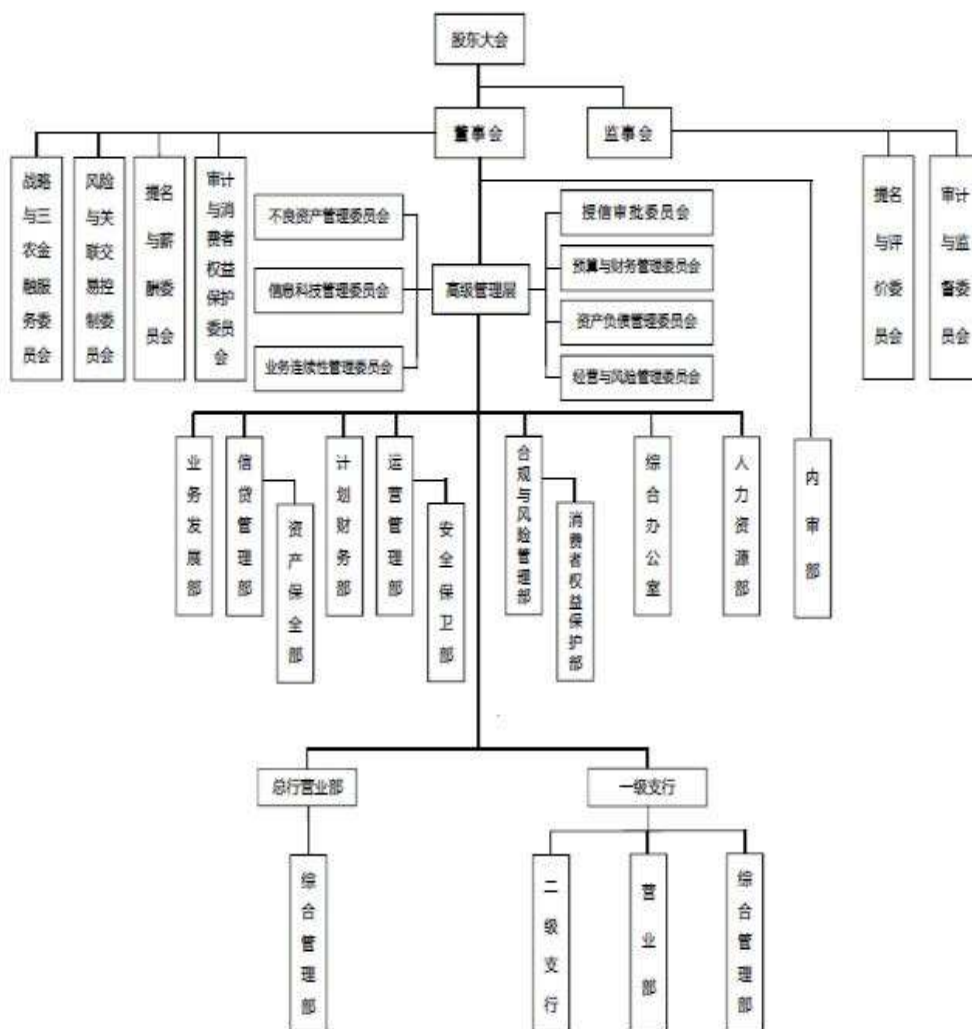 股东大会
董事会
监事会
战略与三农金融服务委员会
风险与关联交易控制委员会
提名与薪酬委员会
审计与消费者权益保护委员会
不良资产管理委员会
信息科技管理委员会
业务连续性管理委员会
高级管理层
授信审批委员会
预算与财务管理委员会
资产负债管理委员会
经营与风险管理委员会
提名与评价委员会
审计与监督委员会
业务发展部
信贷管理部
资产保全部
计划财务部
运营管理部
安全保卫部
合规与风险管理部
消费者权益保护部
综合办公室
人力资源部
内审部
总行营业部
一级支行
综合管理部
二级支行
营业部
综合管理部